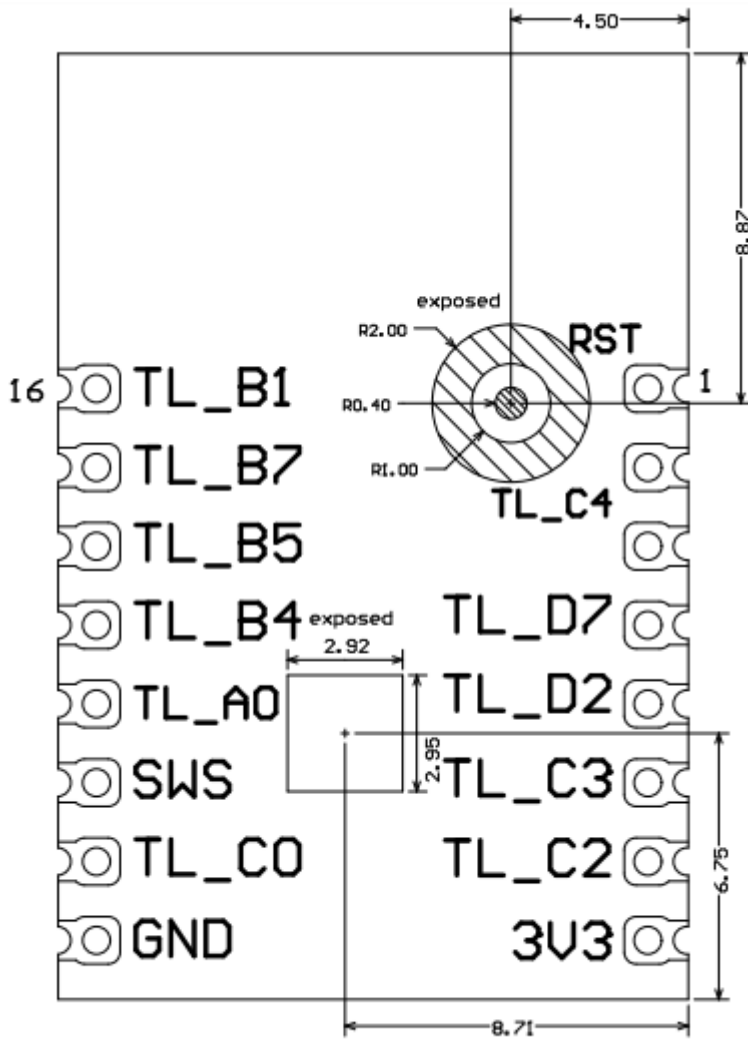 4.50
8.87
exposed
R2.00
RST
16
TL_B1
R0.40
1
TL_B7
R1.00
TL_C4
TL_B5
TL_B4
exposed
TL_D7
2.92
TL_A0
TL_D2
2.95
SWS
TL_C3
TL_C0
TL_C2
6.75
GND
3V3
8.71